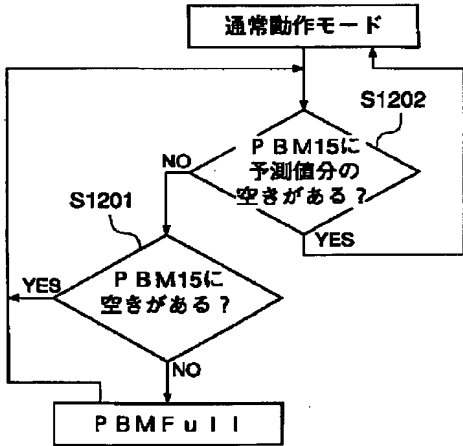 通常動作モード
S1202
PBM15に
予測値分の
空きがある?
NO
YES
S1201
PBM15に
空きがある?
YES
NO
PBMFull